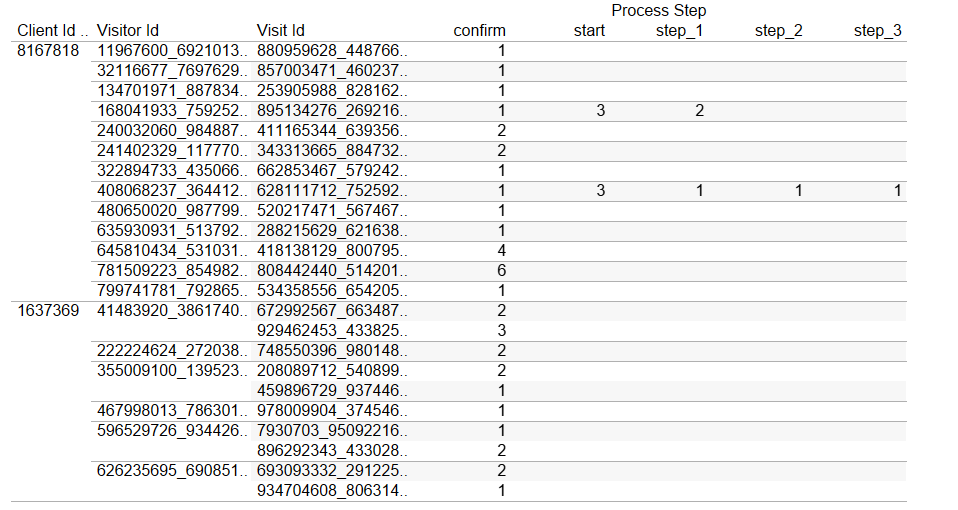 Process Step
Client Id .. Visitor Id Visit Id confirm start step_1 step_2 step_3
8167818 11967600_6921013.. 880959628_448766.. 1
32116677_7697629.. 857003471_460237.. 1
134701971_887834.. 253905988_828162.. 1
168041933_759252.. 895134276_269216.. 1 3 2
240032060_984887.. 411165344_639356.. 2
241402329_117770.. 343313665_884732.. 2
322894733_435066.. 662853467_579242.. 1
408068237_364412.. 628111712_752592.. 1 3 1 1 1
480650020_987799.. 520217471_567467.. 1
635930931_513792.. 288215629_621638.. 1
645810434_531031.. 418138129_800795.. 4
781509223_854982.. 808442440_514201.. 6
799741781_792865.. 534358556_654205.. 1
1637369 41483920_3861740.. 672992567_663487.. 2
929462453_433825.. 3
222224624_272038.. 748550396_980148.. 2
355009100_139523.. 208089712_540899.. 2
459896729_937446.. 1
467998013_786301.. 978009904_374546.. 1
596529726_934426.. 7930703_95092216.. 1
896292343_433028.. 2
626235695_690851.. 693093332_291225.. 2
934704608_806314.. 1